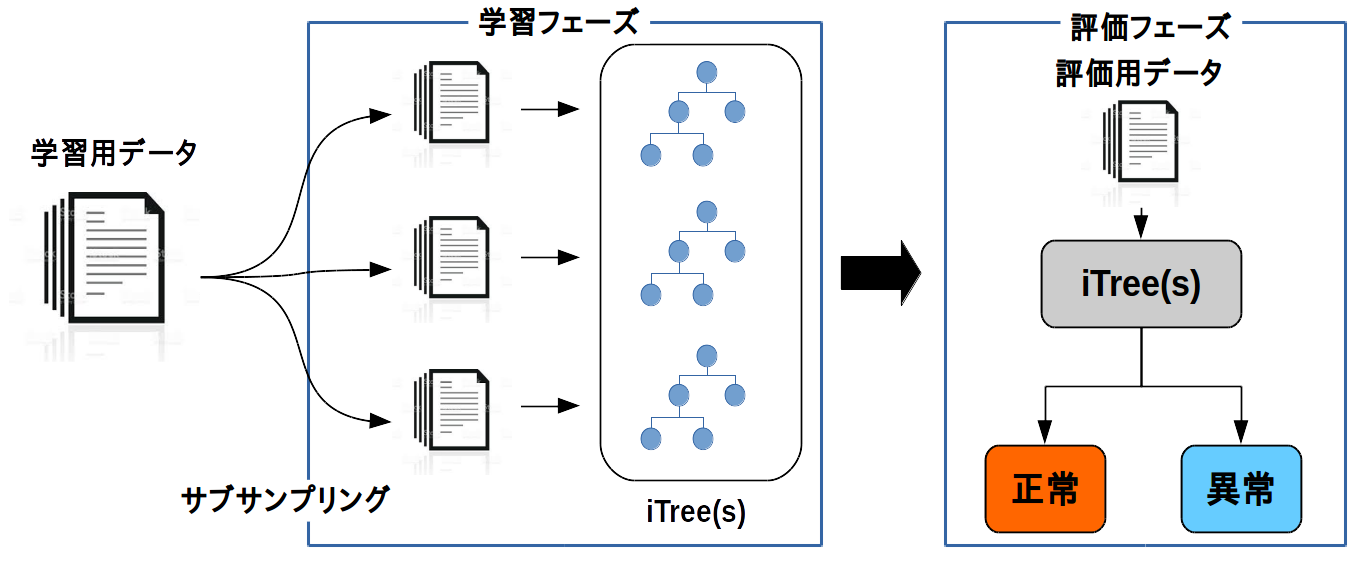 学習フェーズ
評価フェーズ
評価用データ
学習用データ
iTree(s)
正常
異常
サブサンプリング
iTree(s)